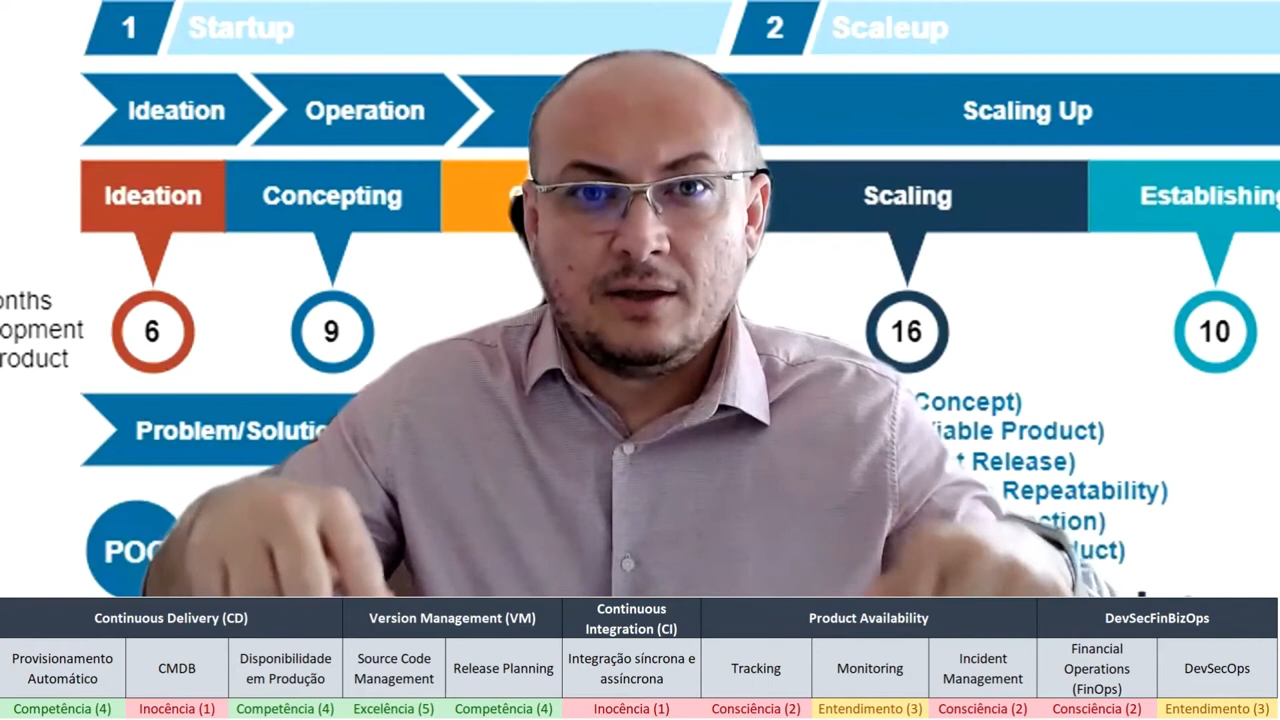 1 Startup 2 Scaleup
Ideation Operation Scaling Up
Ideation Concepting Scaling Establishing
6 9 16 10
Problem/Solutio
POC
Concept)
iable Product)
t Release)
Repeatability)
ction)
duct)
Continuous Delivery (CD) Version Management (VM) Continuous Integration (CI) Product Availability DevSecFinBizOps
Provisionamento Automático CMDB Disponibilidade em Produção Source Code Management Release Planning Integração síncrona e assíncrona Tracking Monitoring Incident Management Financial Operations (FinOps) DevSecOps
Competência (4) Inocência (1) Competência (4) Excelência (5) Competência (4) Inocência (1) Consciência (2) Entendimento (3) Consciência (2) Consciência (2) Entendimento (3)